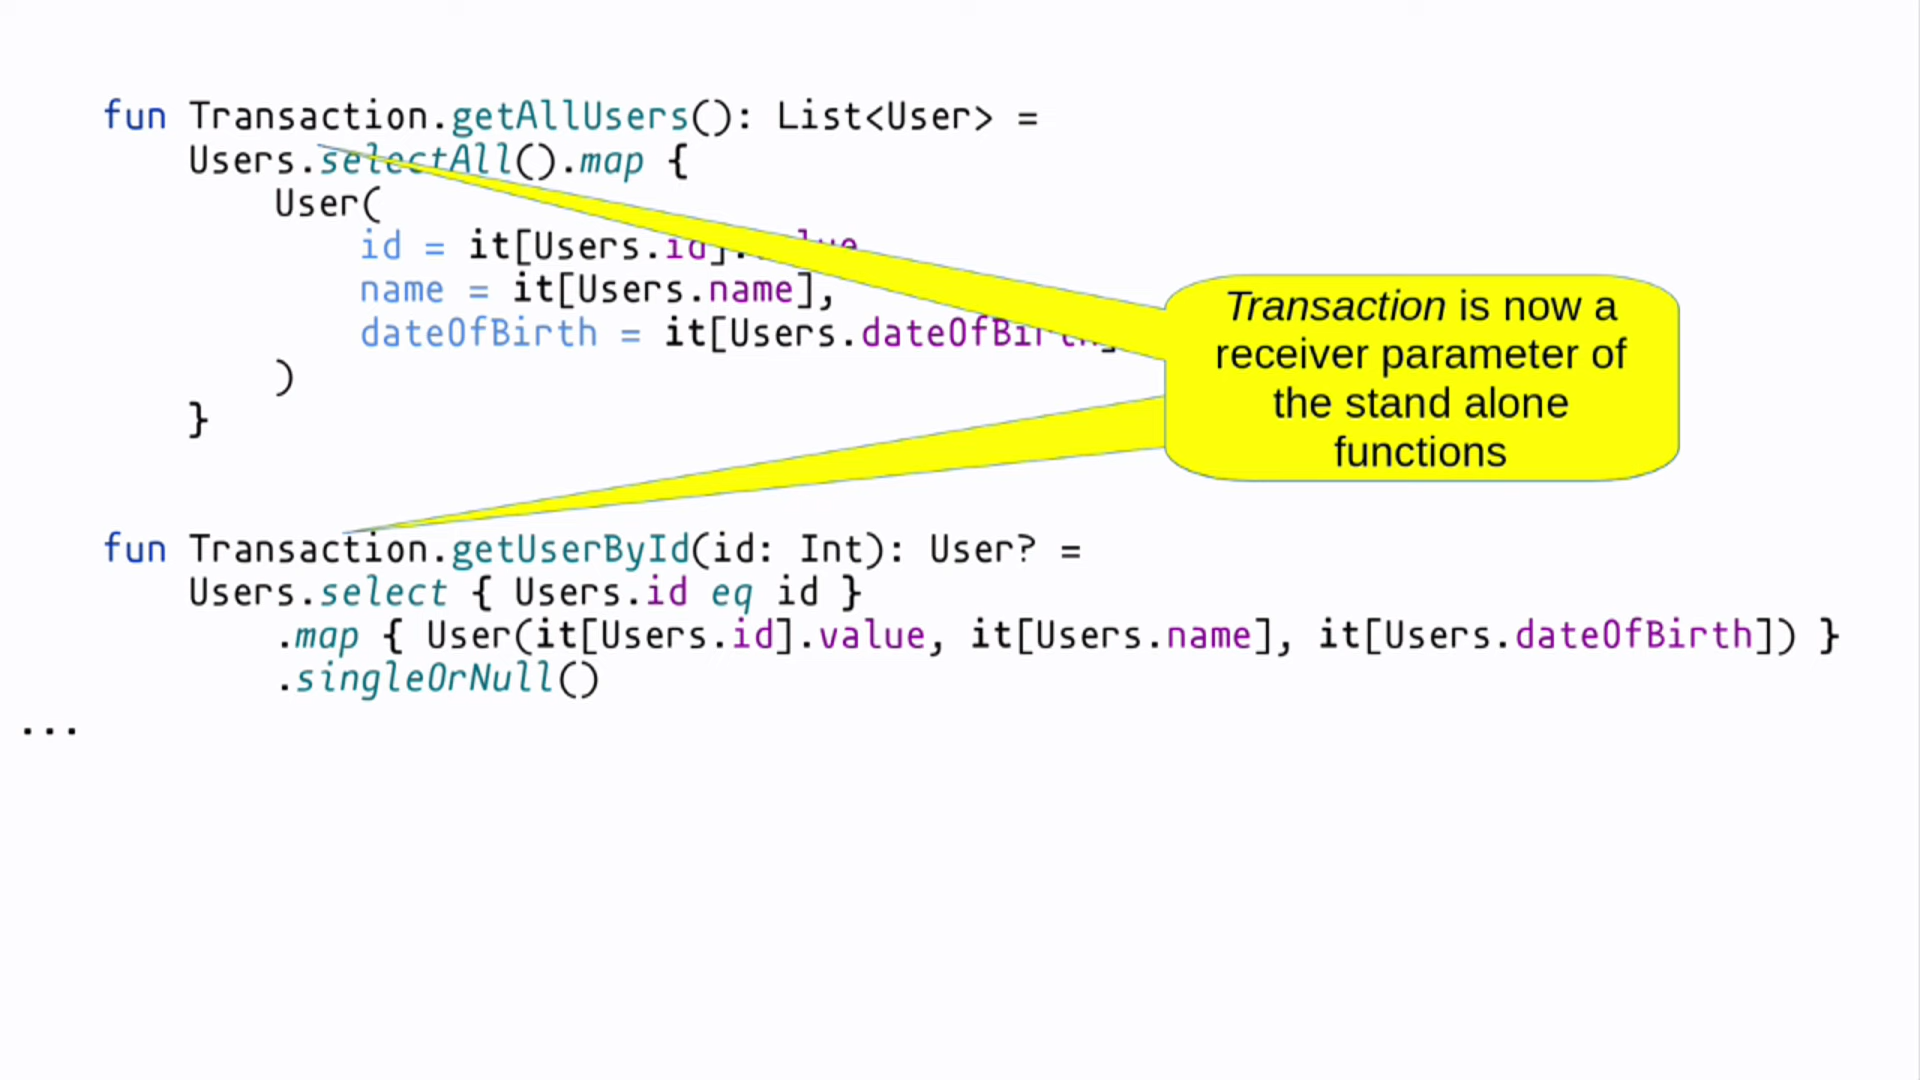 fun Transaction.getAllUsers(): List<User> =
Users.selectAll().map {
User(
id = it[Users.id].
name = it[Users.name],
dateOfBirth = it[Users.dateOfBirth]
)
}
Transaction is now a
receiver parameter of
the stand alone
functions
fun Transaction.getUserById(id: Int): User? =
Users.select { Users.id eq id }
.map { User(it[Users.id].value, it[Users.name], it[Users.dateOfBirth]) }
.singleOrNull()
...